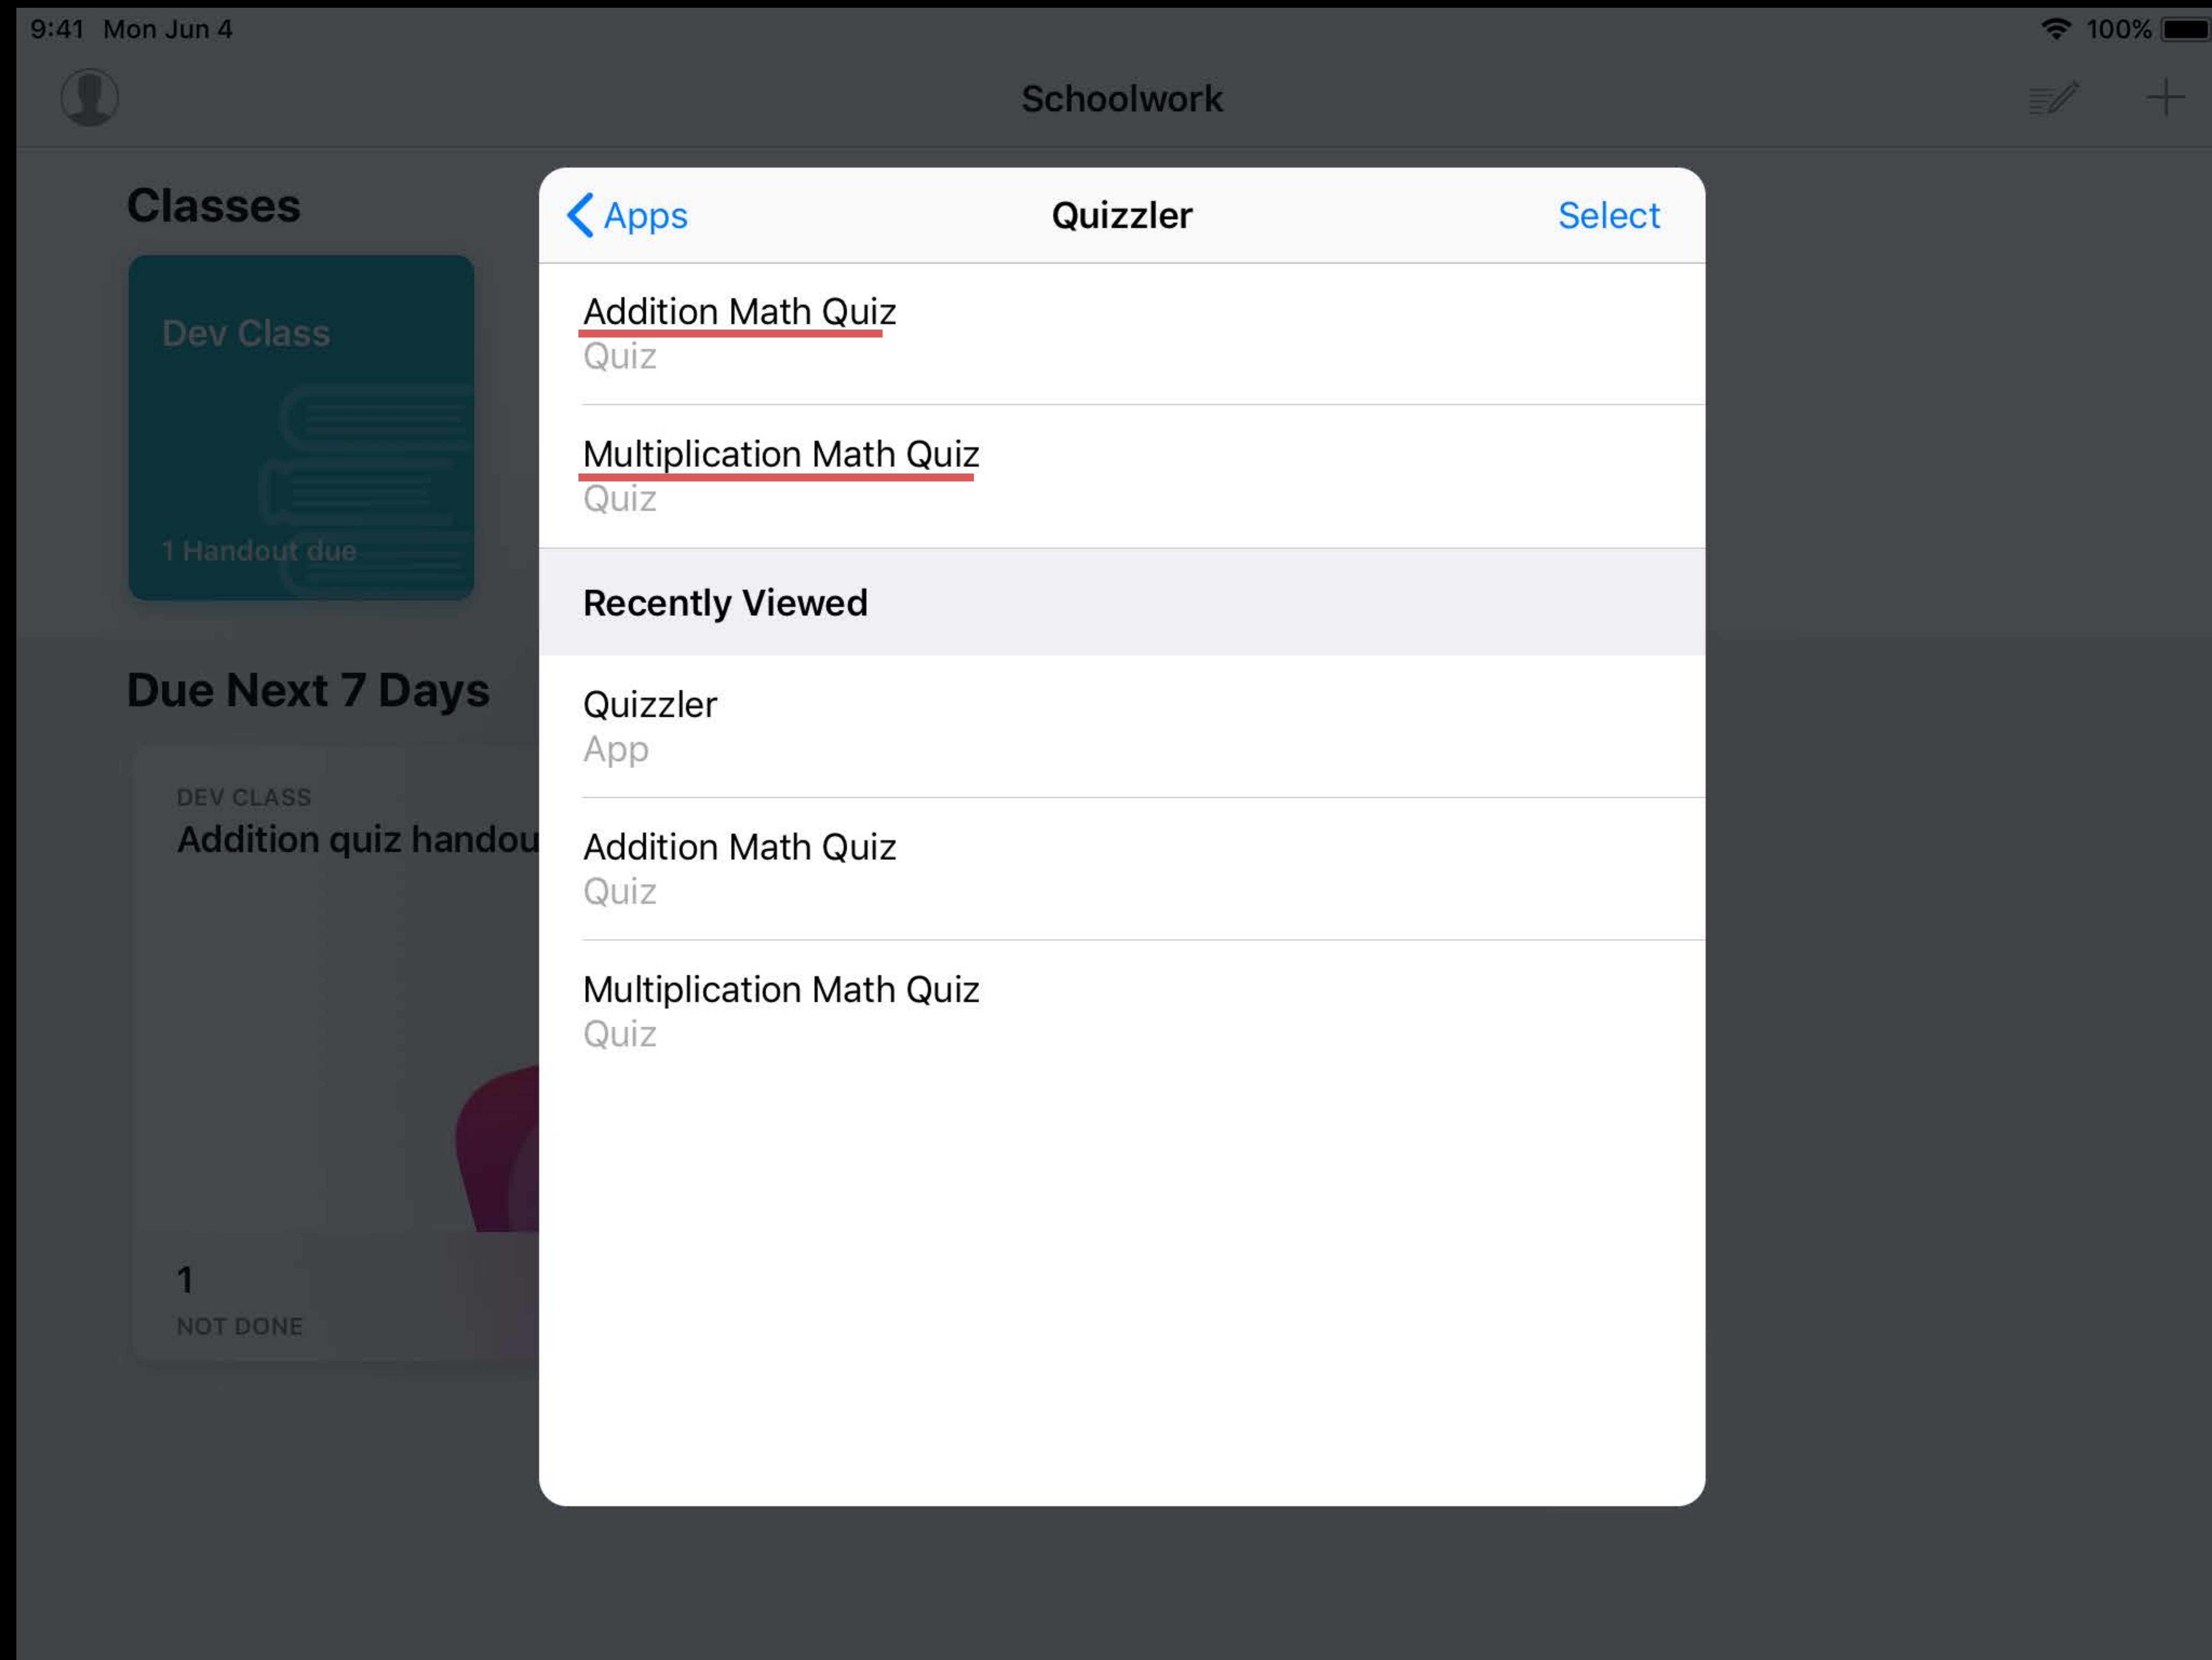 9:41 Mon Jun 4
100%
Schoolwork
Classes
Dev Class
1 Handout due
Due Next 7 Days
DEV CLASS
Addition quiz handou
1
NOT DONE
Apps
Quizzler
Select
Addition Math Quiz
Quiz
Multiplication Math Quiz
Quiz
Recently Viewed
Quizzler
App
Addition Math Quiz
Quiz
Multiplication Math Quiz
Quiz